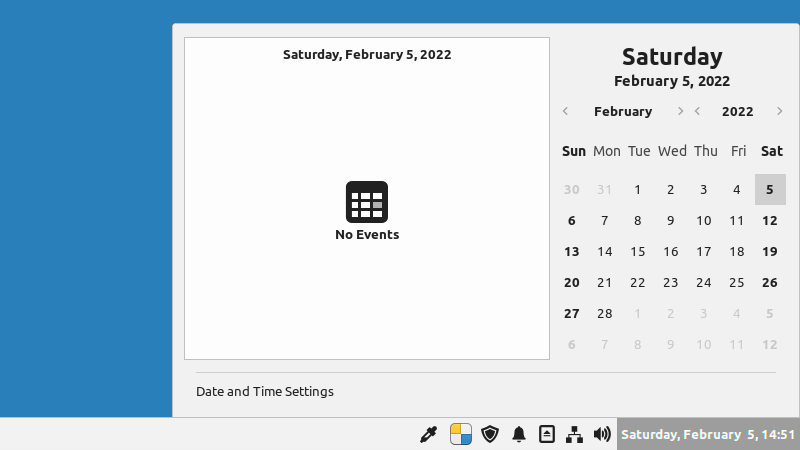 Saturday, February 5, 2022
No Events
Saturday
February 5, 2022
February 2022
Sun Mon Tue Wed Thu Fri Sat
30 31 1 2 3 4 5
6 7 8 9 10 11 12
13 14 15 16 17 18 19
20 21 22 23 24 25 26
27 28 1 2 3 4 5
6 7 8 9 10 11 12
Date and Time Settings
Saturday, February 5, 14:51